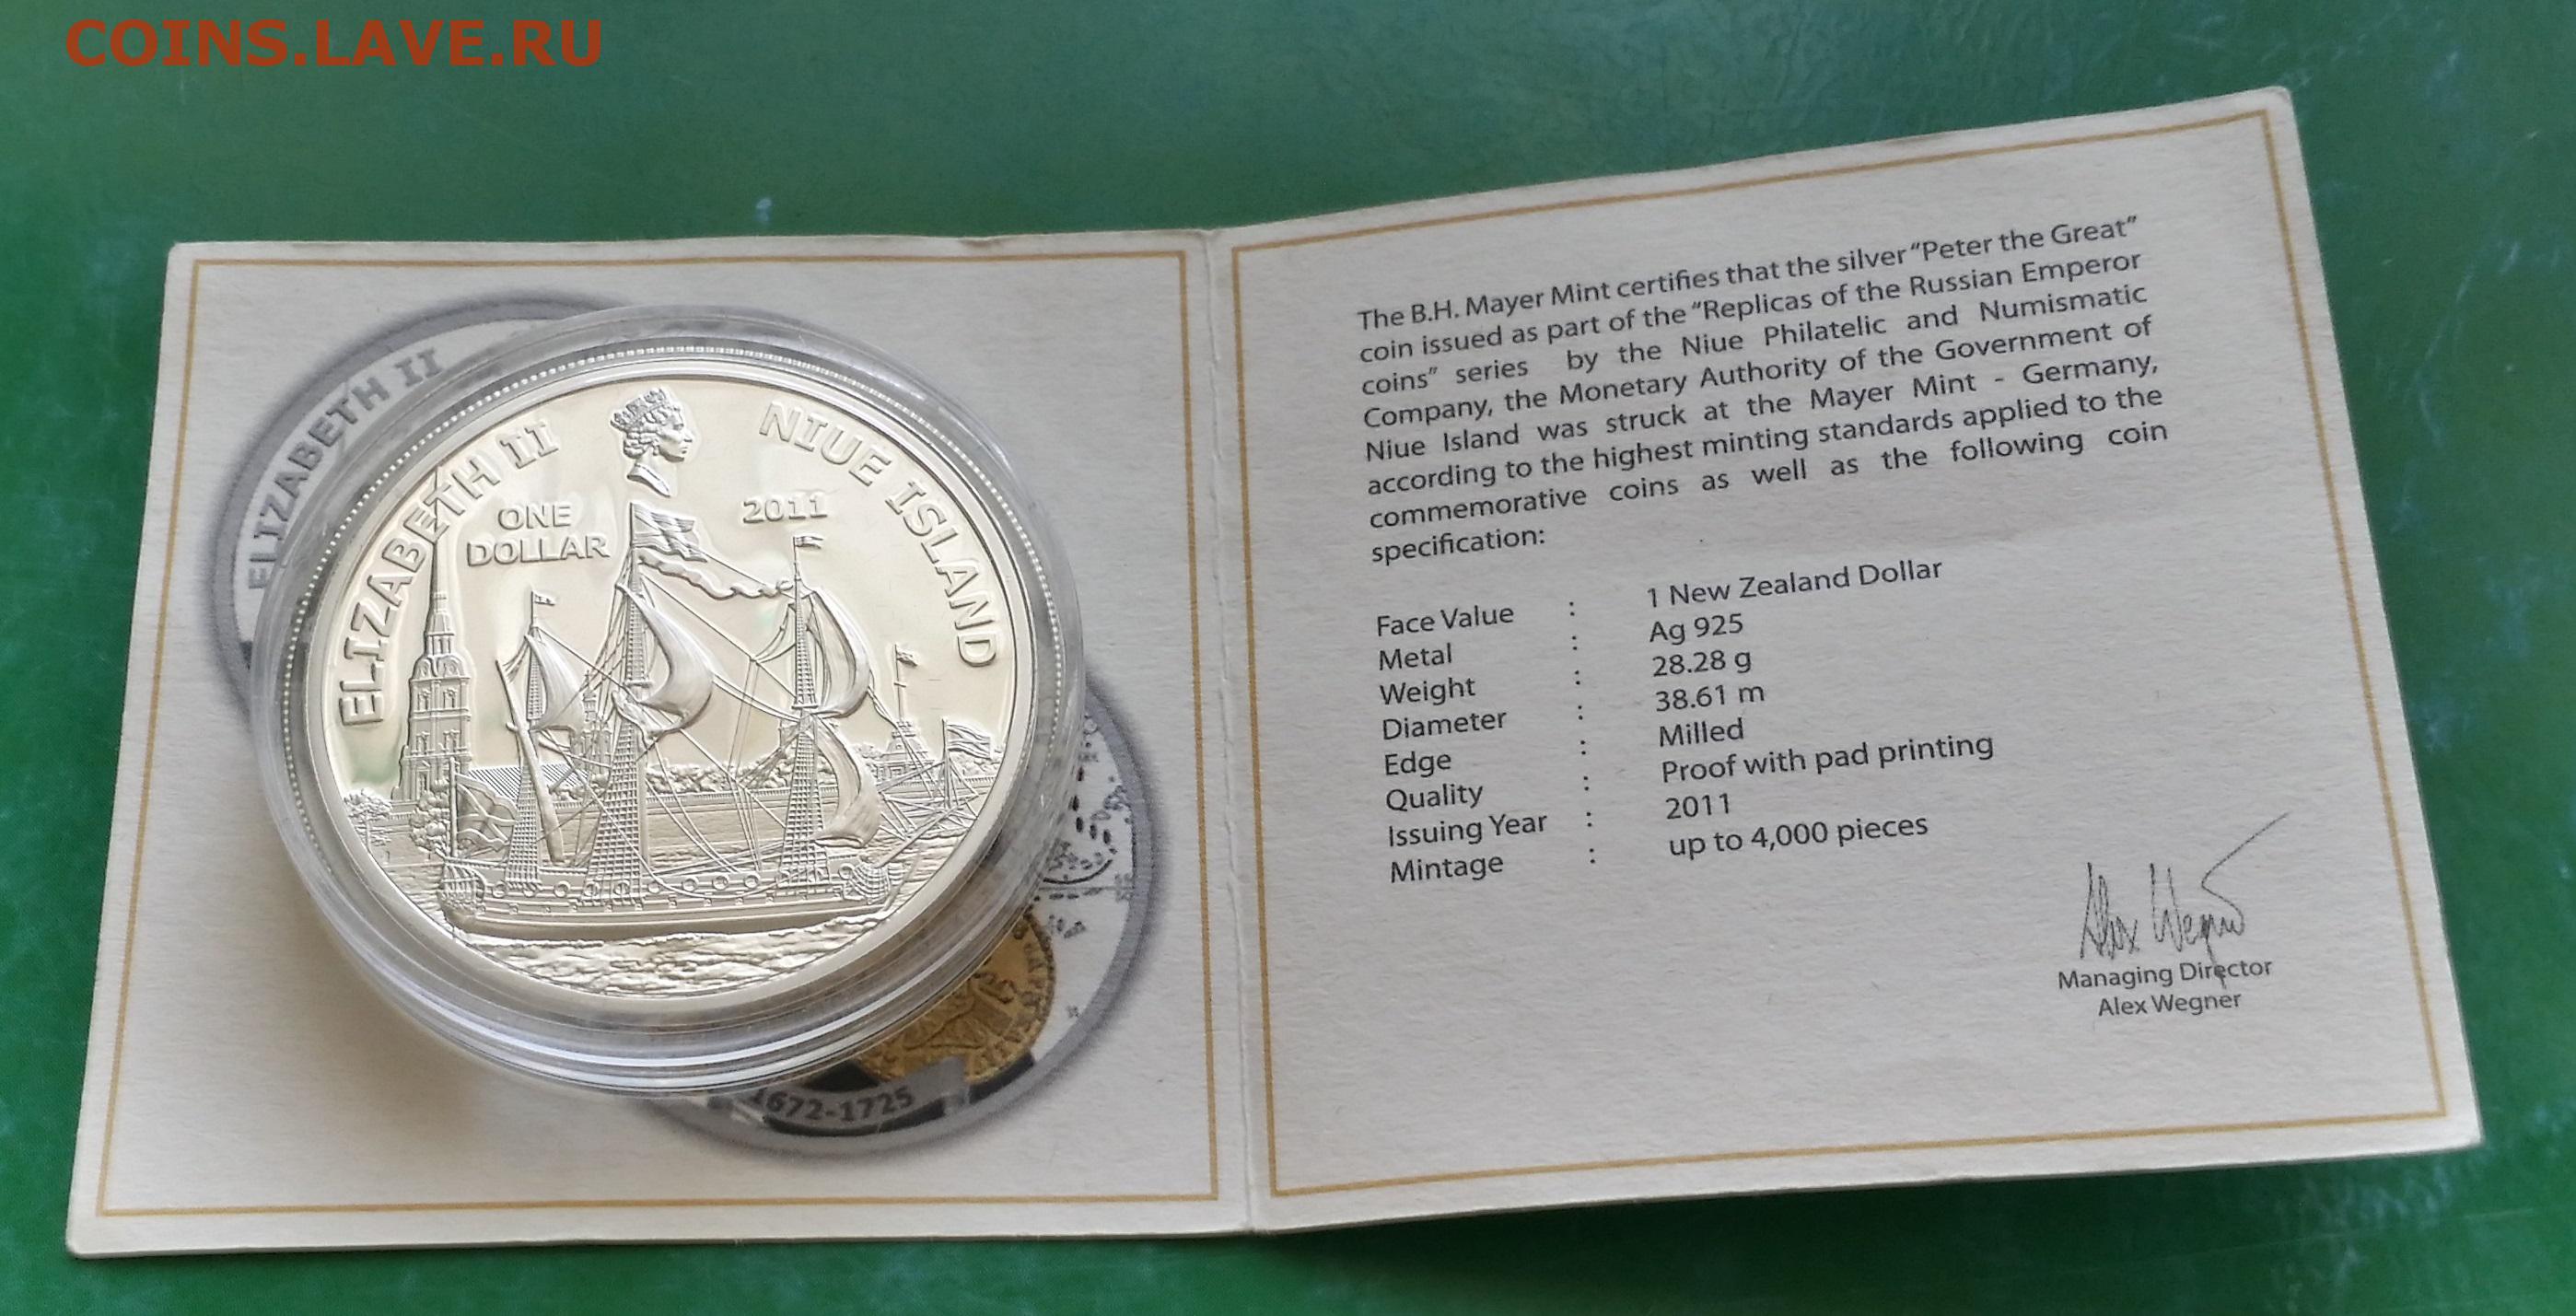 COINS.LAVE.RU
ELIZABETH II
ELIZABETH II
NIUE ISLAND
ONE
DOLLAR
2011
1672-1725
The B.H. Mayer Mint certifies that the silver "Peter the Great"
coin issued as part of the "Replicas of the Russian Emperor
coins" series by the Niue Philatelic and Numismatic
Company, the Monetary Authority of the Government of
Niue Island was struck at the Mayer Mint - Germany,
according to the highest minting standards applied to the
commemorative coins as well as the following coin
specification:
Face Value : 1 New Zealand Dollar
Metal : Ag 925
Weight : 28.28 g
Diameter : 38.61 m
Edge : Milled
Quality : Proof with pad printing
Issuing Year : 2011
Mintage : up to 4,000 pieces
Alex Wegner
Managing Director
Alex Wegner